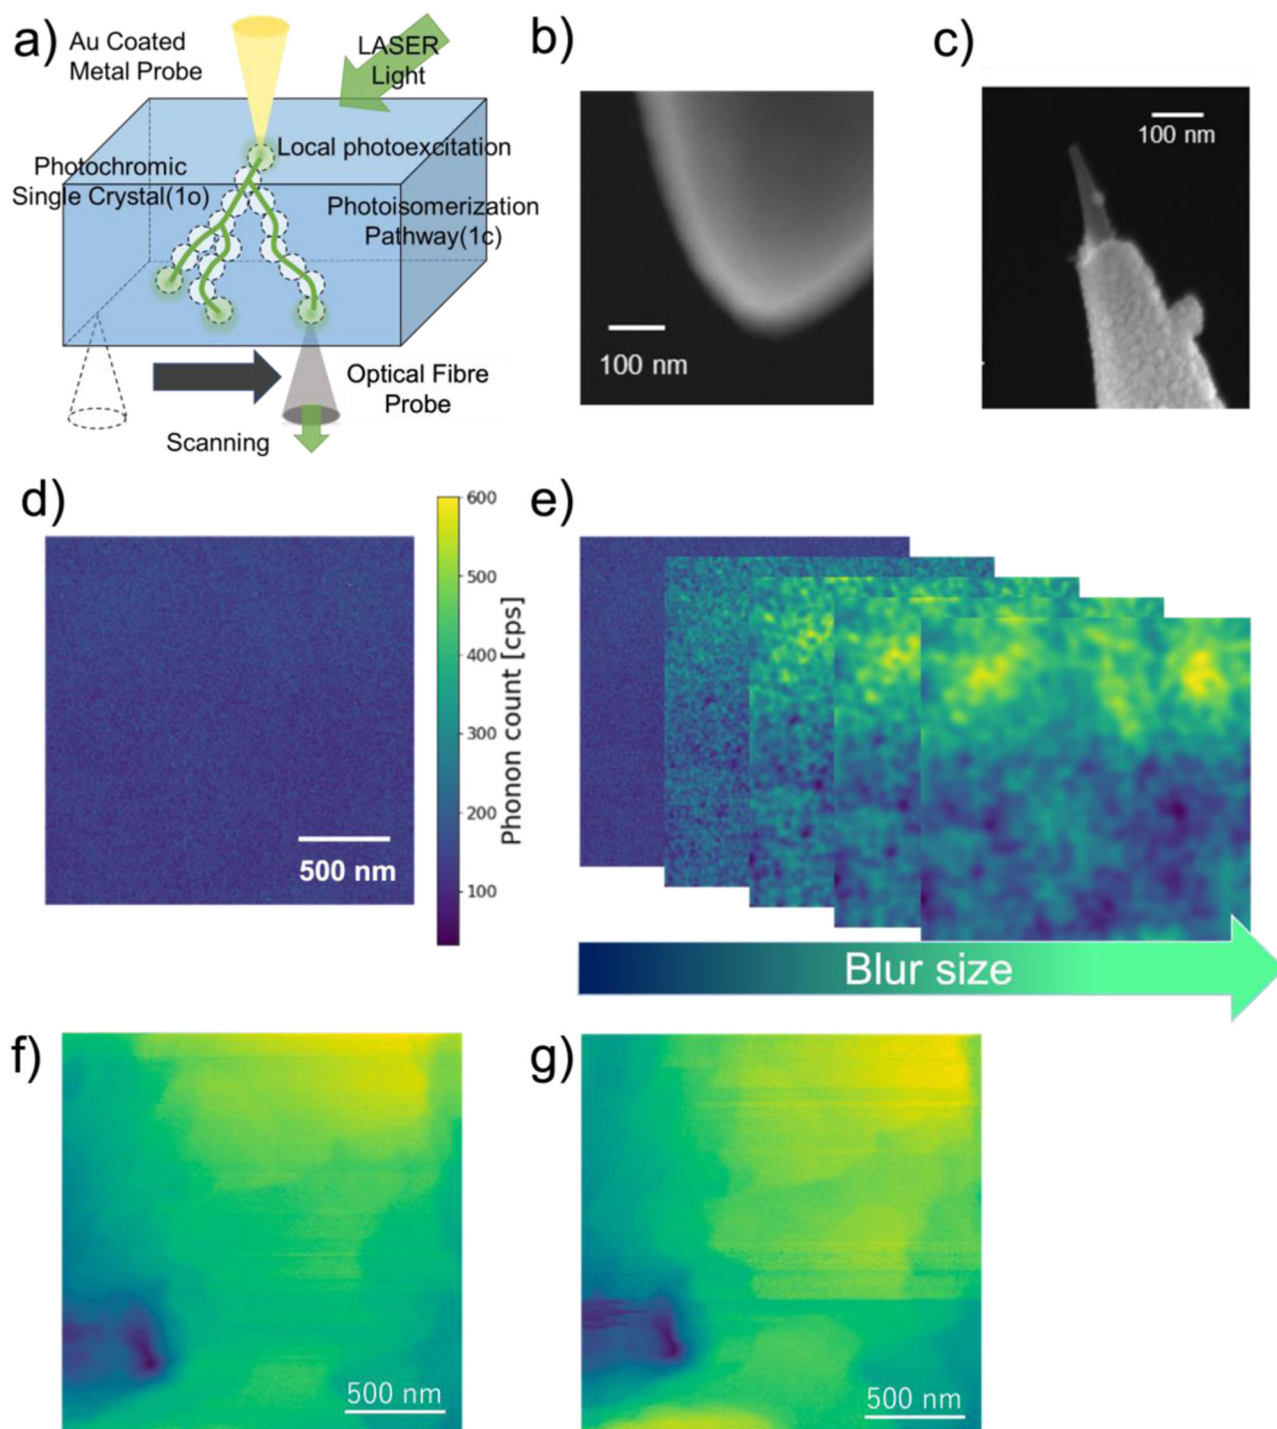 a)
Au Coated
Metal Probe
LASER
Light
Local photoexcitation
Photochromic
Single Crystal(1o)
Photoisomerization
Pathway(1c)
Optical Fibre
Probe
Scanning
b)
100 nm
c)
100 nm
d)
500 nm
600
500
400
300
200
100
Phonon count [cps]
e)
Blur size
f)
500 nm
g)
500 nm